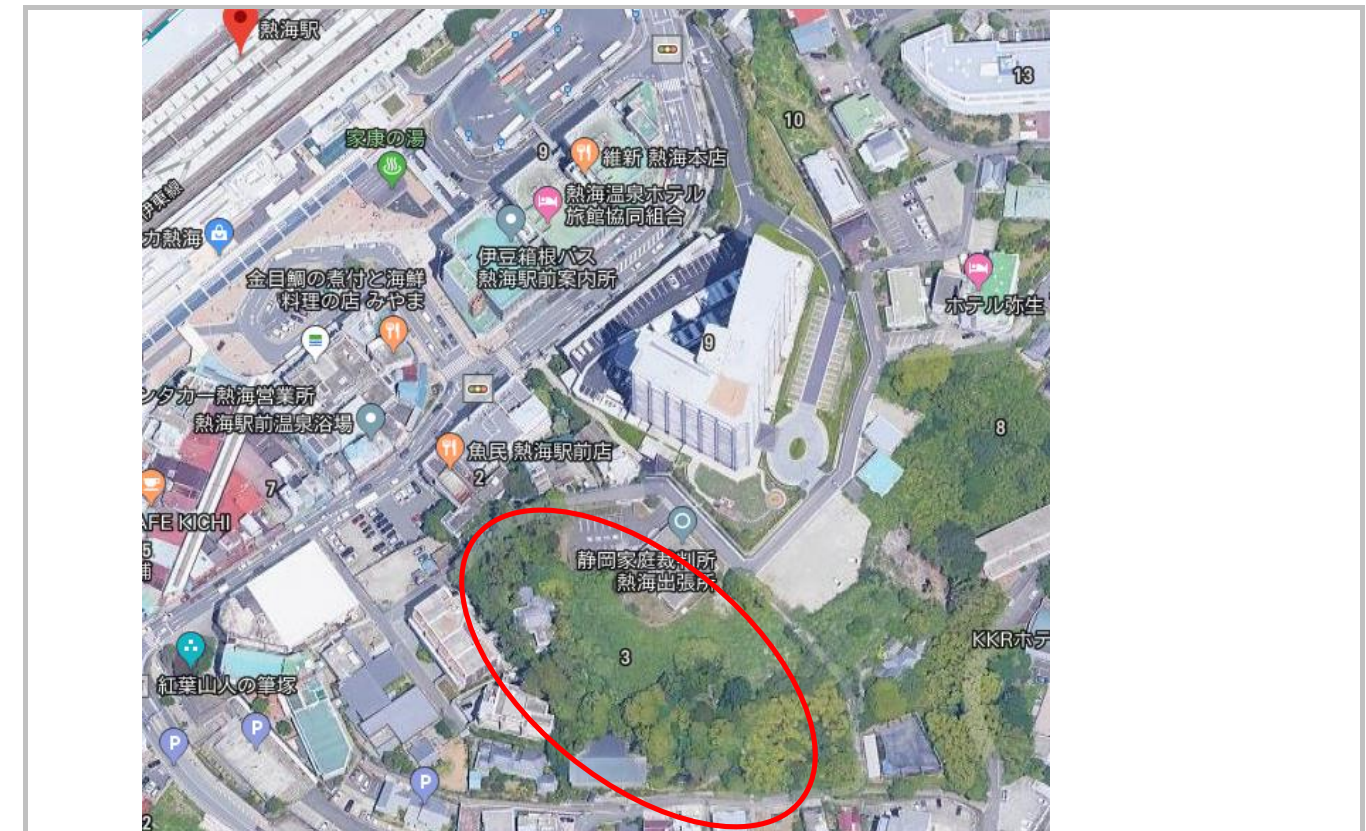 熱海駅
13
10
家康の湯
9
維新 熱海本店
伊東線
熱海温泉ホテル
旅館協同組合
カ熱海
伊豆箱根バス
熱海駅前案内所
金目鯛の煮付と海鮮
料理の店 みやま
ホテル弥生
9
ンタカー熱海営業所
熱海駅前温泉浴場
8
魚民 熱海駅前店
2
7
AFE KICHI
5
舗
静岡家庭裁判所
熱海出張所
KKRホテ
3
紅葉山人の筆塚
P
P
P
2